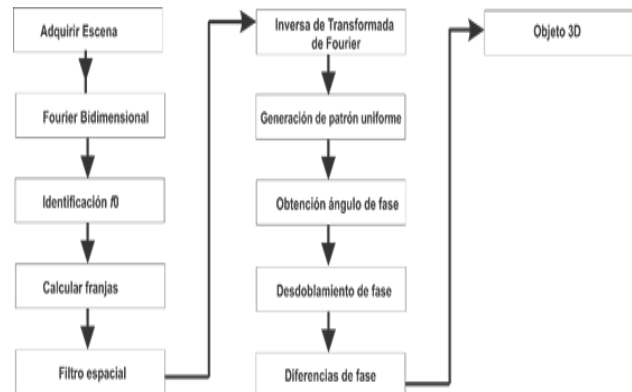 Adquirir Escena
Fourier Bidimensional
Identificación f0
Calcular franjas
Filtro espacial
Inversa de Transformada
de Fourier
Generación de patrón uniforme
Obtención ángulo de fase
Desdoblamiento de fase
Diferencias de fase
Objeto 3D